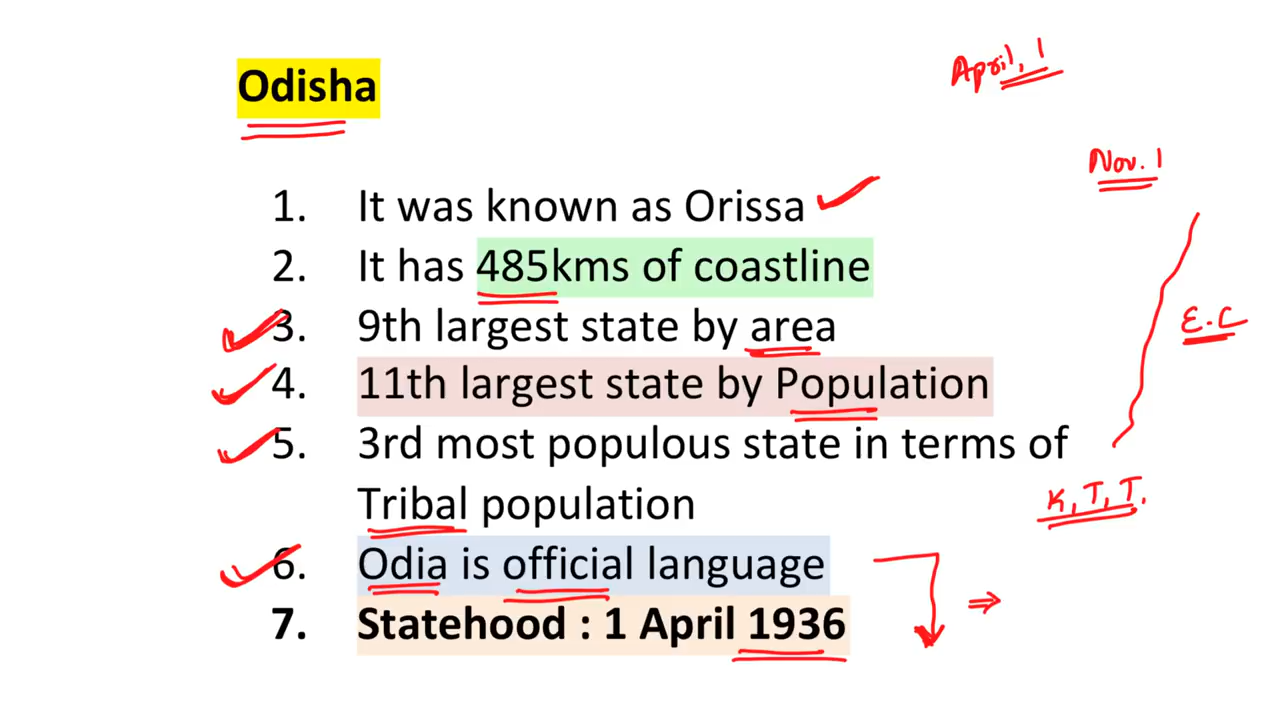 Odisha
April, 1
Nov. 1
1. It was known as Orissa
2. It has 485kms of coastline
3. 9th largest state by area
E.C
4. 11th largest state by Population
5. 3rd most populous state in terms of
Tribal population
K, T, T.
6. Odia is official language
7. Statehood : 1 April 1936